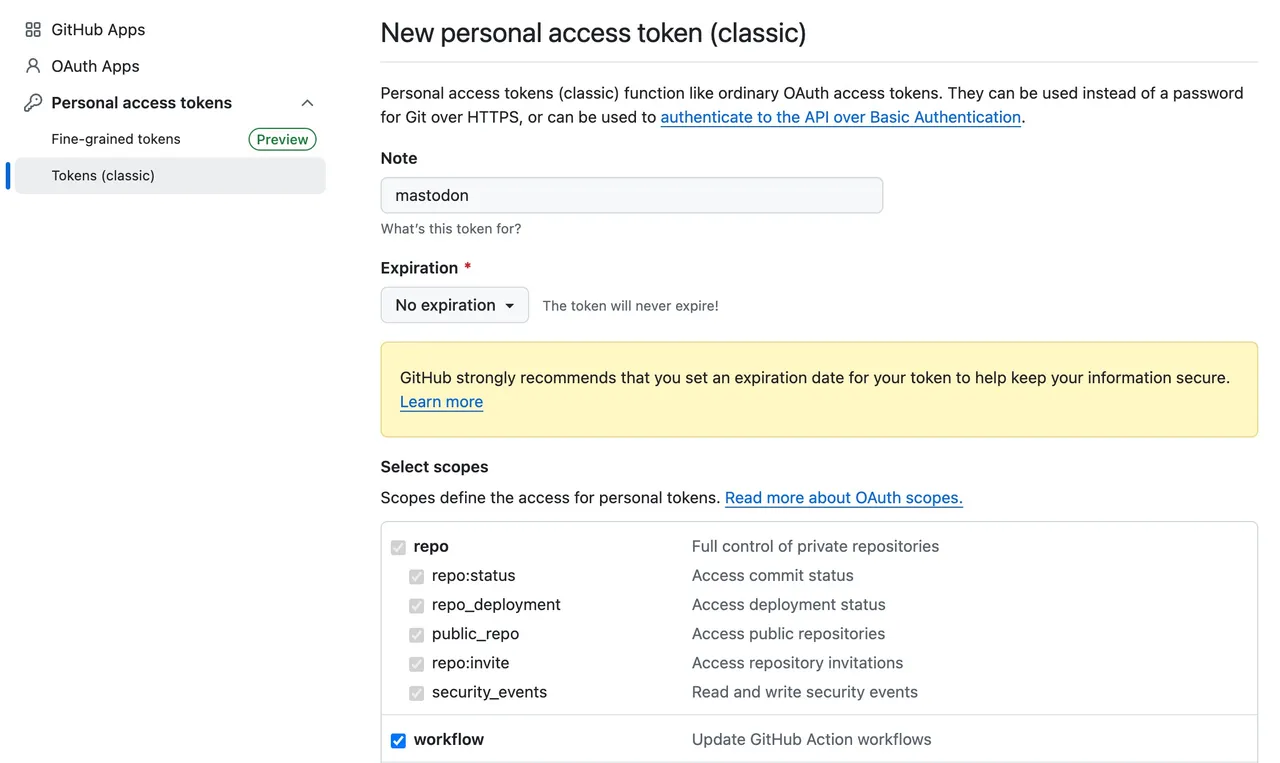 GitHub Apps
OAuth Apps
Personal access tokens
Fine-grained tokens Preview
Tokens (classic)
New personal access token (classic)
Personal access tokens (classic) function like ordinary OAuth access tokens. They can be used instead of a password
for Git over HTTPS, or can be used to authenticate to the API over Basic Authentication.
Note
mastodon
What's this token for?
Expiration *
No expiration The token will never expire!
GitHub strongly recommends that you set an expiration date for your token to help keep your information secure.
Learn more
Select scopes
Scopes define the access for personal tokens. Read more about OAuth scopes.
repo Full control of private repositories
repo:status Access commit status
repo_deployment Access deployment status
public_repo Access public repositories
repo:invite Access repository invitations
security_events Read and write security events
workflow Update GitHub Action workflows